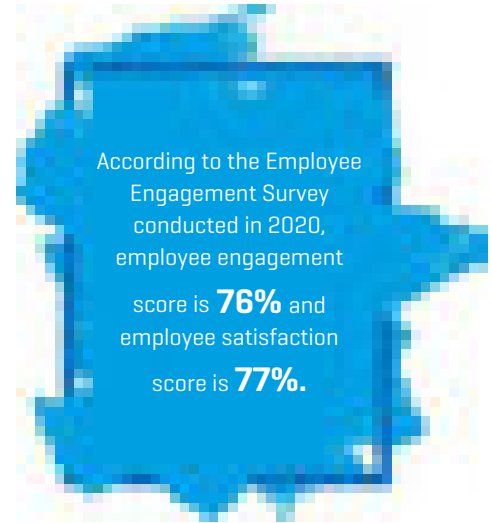 According to the Employee
Engagement Survey
conducted in 2020,
employee engagement
score is 76% and
employee satisfaction
score is 77%.